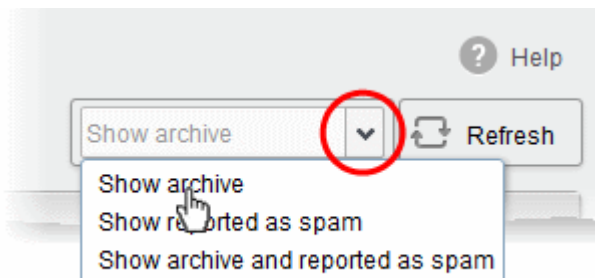 Help
Show archive
Refresh
Show archive
Show reported as spam
Show archive and reported as spam